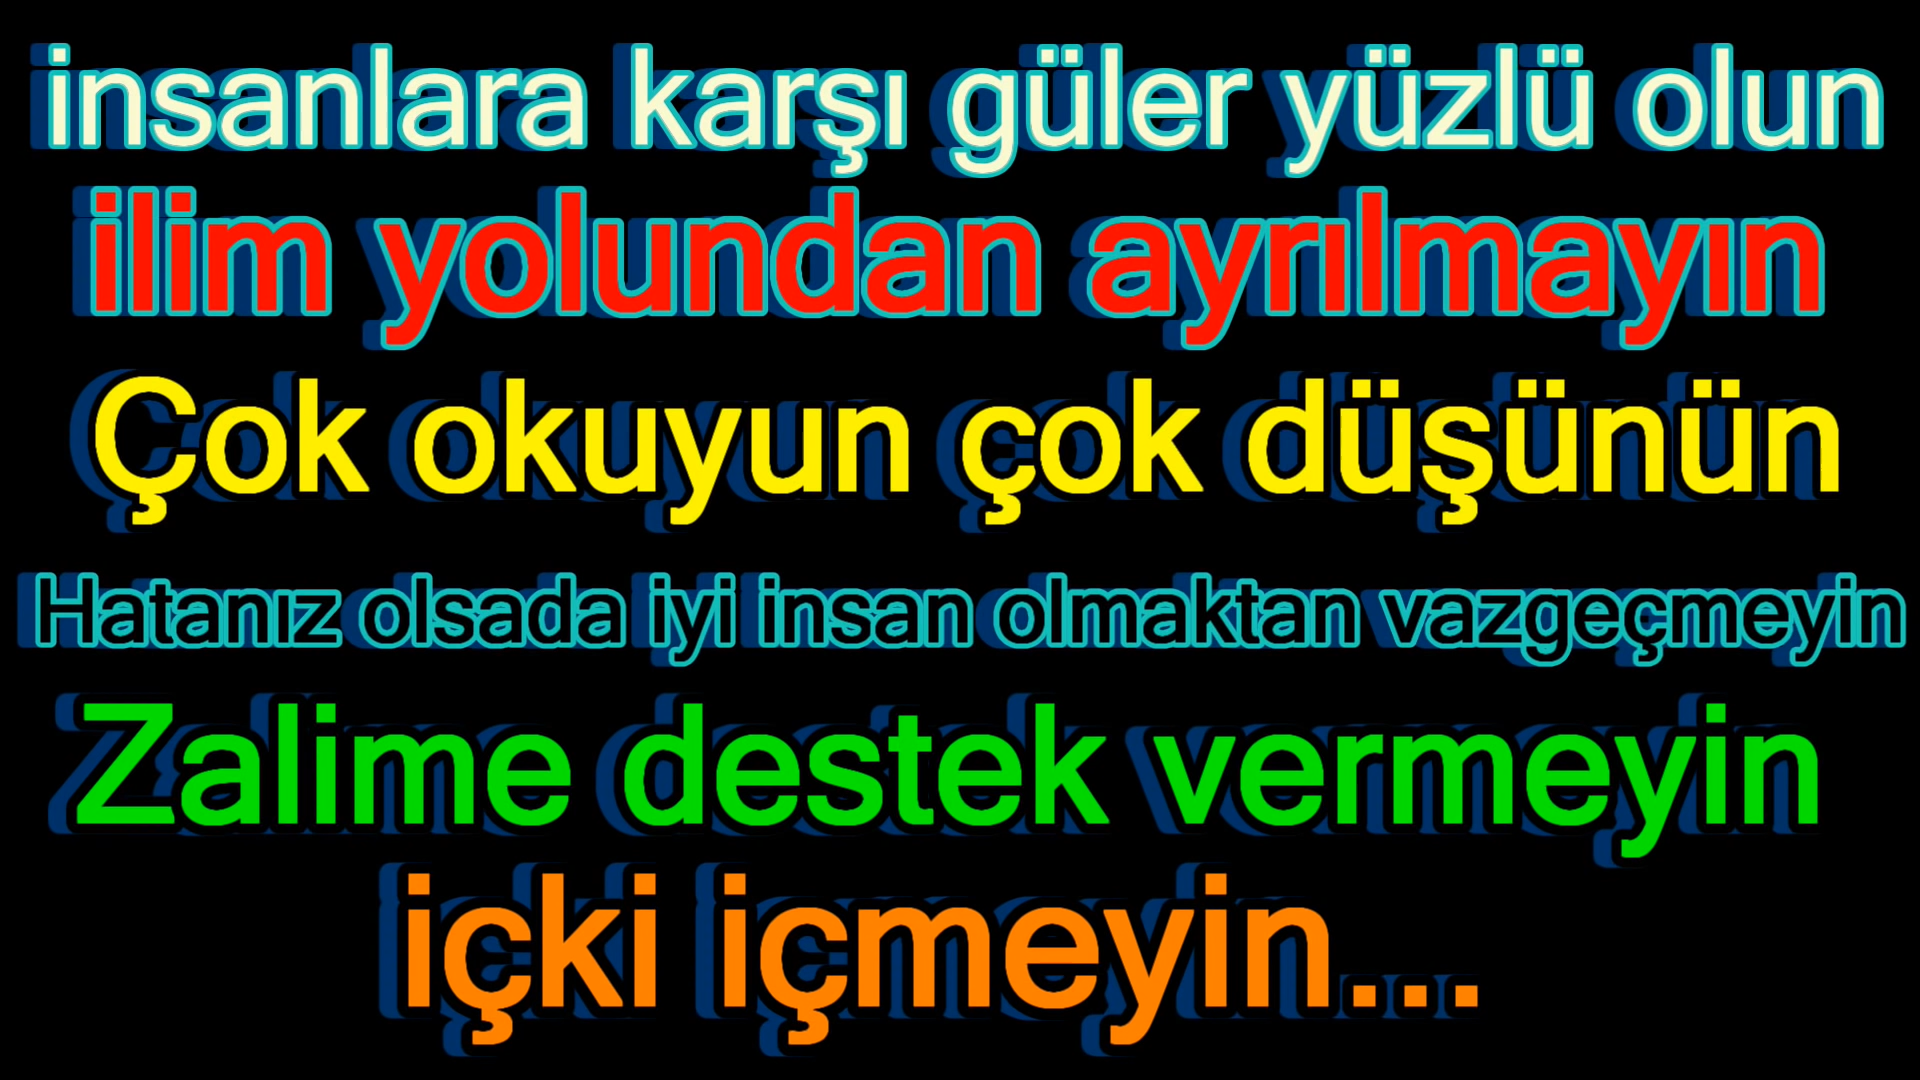 insanlara karşı güler yüzlü olun
ilim yolundan ayrılmayın
Çok okuyun çok düşünün
Hatanız olsada iyi insan olmaktan vazgeçmeyin
Zalime destek vermeyin
içki içmeyin...